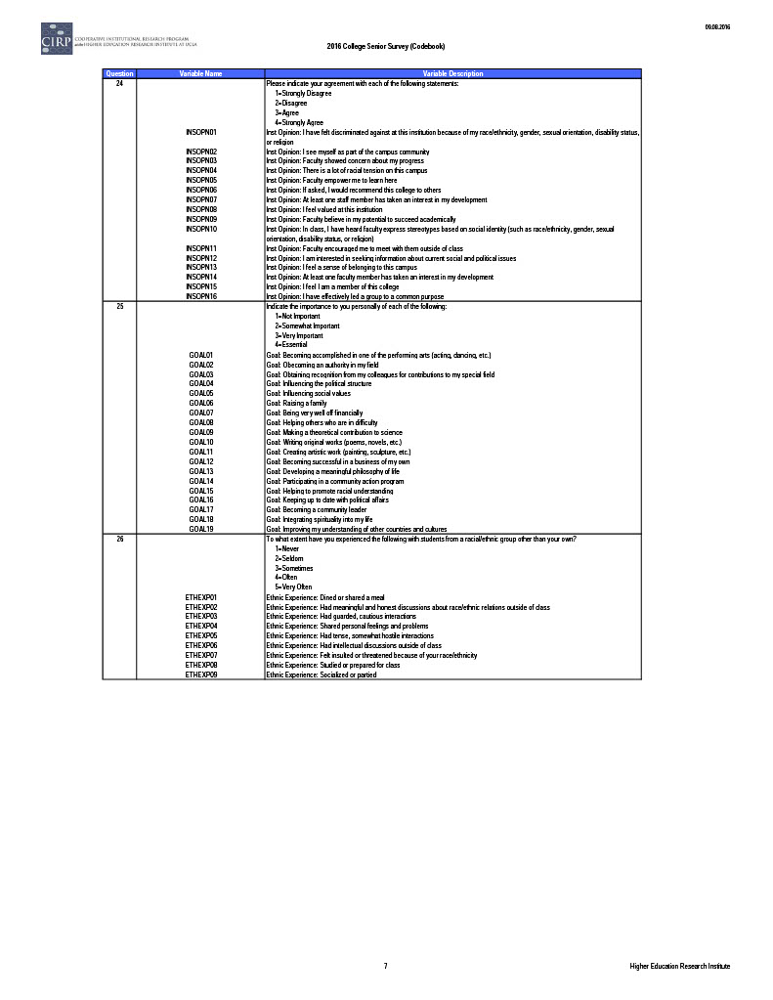 09.08.2016
CIRP
COOPERATIVE INSTITUTIONAL RESEARCH PROGRAM
at the HIGHER EDUCATION RESEARCH INSTITUTE AT UCLA
2016 College Senior Survey (Codebook)
Question Variable Name Variable Description
24 Please indicate your agreement with each of the following statements:
1=Strongly Disagree
2=Disagree
3=Agree
4=Strongly Agree
INSOPN01 Inst Opinion: I have felt discriminated against at this institution because of my race/ethnicity, gender, sexual orientation, disability status,
or religion
INSOPN02 Inst Opinion: I see myself as part of the campus community
INSOPN03 Inst Opinion: Faculty showed concern about my progress
INSOPN04 Inst Opinion: There is a lot of racial tension on this campus
INSOPN05 Inst Opinion: Faculty empower me to learn here
INSOPN06 Inst Opinion: If asked, I would recommend this college to others
INSOPN07 Inst Opinion: At least one staff member has taken an interest in my development
INSOPN08 Inst Opinion: I feel valued at this institution
INSOPN09 Inst Opinion: Faculty believe in my potential to succeed academically
INSOPN10 Inst Opinion: In class, I have heard faculty express stereotypes based on social identity (such as race/ethnicity, gender, sexual
orientation, disability status, or religion)
INSOPN11 Inst Opinion: Faculty encouraged me to meet with them outside of class
INSOPN12 Inst Opinion: I am interested in seeking information about current social and political issues
INSOPN13 Inst Opinion: I feel a sense of belonging to this campus
INSOPN14 Inst Opinion: At least one faculty member has taken an interest in my development
INSOPN15 Inst Opinion: I feel I am a member of this college
INSOPN16 Inst Opinion: I have effectively led a group to a common purpose
25 Indicate the importance to you personally of each of the following:
1=Not Important
2=Somewhat Important
3=Very Important
4=Essential
GOAL01 Goal: Becoming accomplished in one of the performing arts (acting, dancing, etc.)
GOAL02 Goal: Obecoming an authority in my field
GOAL03 Goal: Obtaining recognition from my colleagues for contributions to my special field
GOAL04 Goal: Influencing the political structure
GOAL05 Goal: Influencing social values
GOAL06 Goal: Raising a family
GOAL07 Goal: Being very well off financially
GOAL08 Goal: Helping others who are in difficulty
GOAL09 Goal: Making a theoretical contribution to science
GOAL10 Goal: Writing original works (poems, novels, etc.)
GOAL11 Goal: Creating artistic work (painting, sculpture, etc.)
GOAL12 Goal: Becoming successful in a business of my own
GOAL13 Goal: Developing a meaningful philosophy of life
GOAL14 Goal: Participating in a community action program
GOAL15 Goal: Helping to promote racial understanding
GOAL16 Goal: Keeping up to date with political affairs
GOAL17 Goal: Becoming a community leader
GOAL18 Goal: Integrating spirituality into my life
GOAL19 Goal: Improving my understanding of other countries and cultures
26 To what extent have you experienced the following with students from a racial/ethnic group other than your own?
1=Never
2=Seldom
3=Sometimes
4=Often
5=Very Often
ETHEXP01 Ethnic Experience: Dined or shared a meal
ETHEXP02 Ethnic Experience: Had meaningful and honest discussions about race/ethnic relations outside of class
ETHEXP03 Ethnic Experience: Had guarded, cautious interactions
ETHEXP04 Ethnic Experience: Shared personal feelings and problems
ETHEXP05 Ethnic Experience: Had tense, somewhat hostile interactions
ETHEXP06 Ethnic Experience: Had intellectual discussions outside of class
ETHEXP07 Ethnic Experience: Felt insulted or threatened because of your race/ethnicity
ETHEXP08 Ethnic Experience: Studied or prepared for class
ETHEXP09 Ethnic Experience: Socialized or partied
7
Higher Education Research Institute